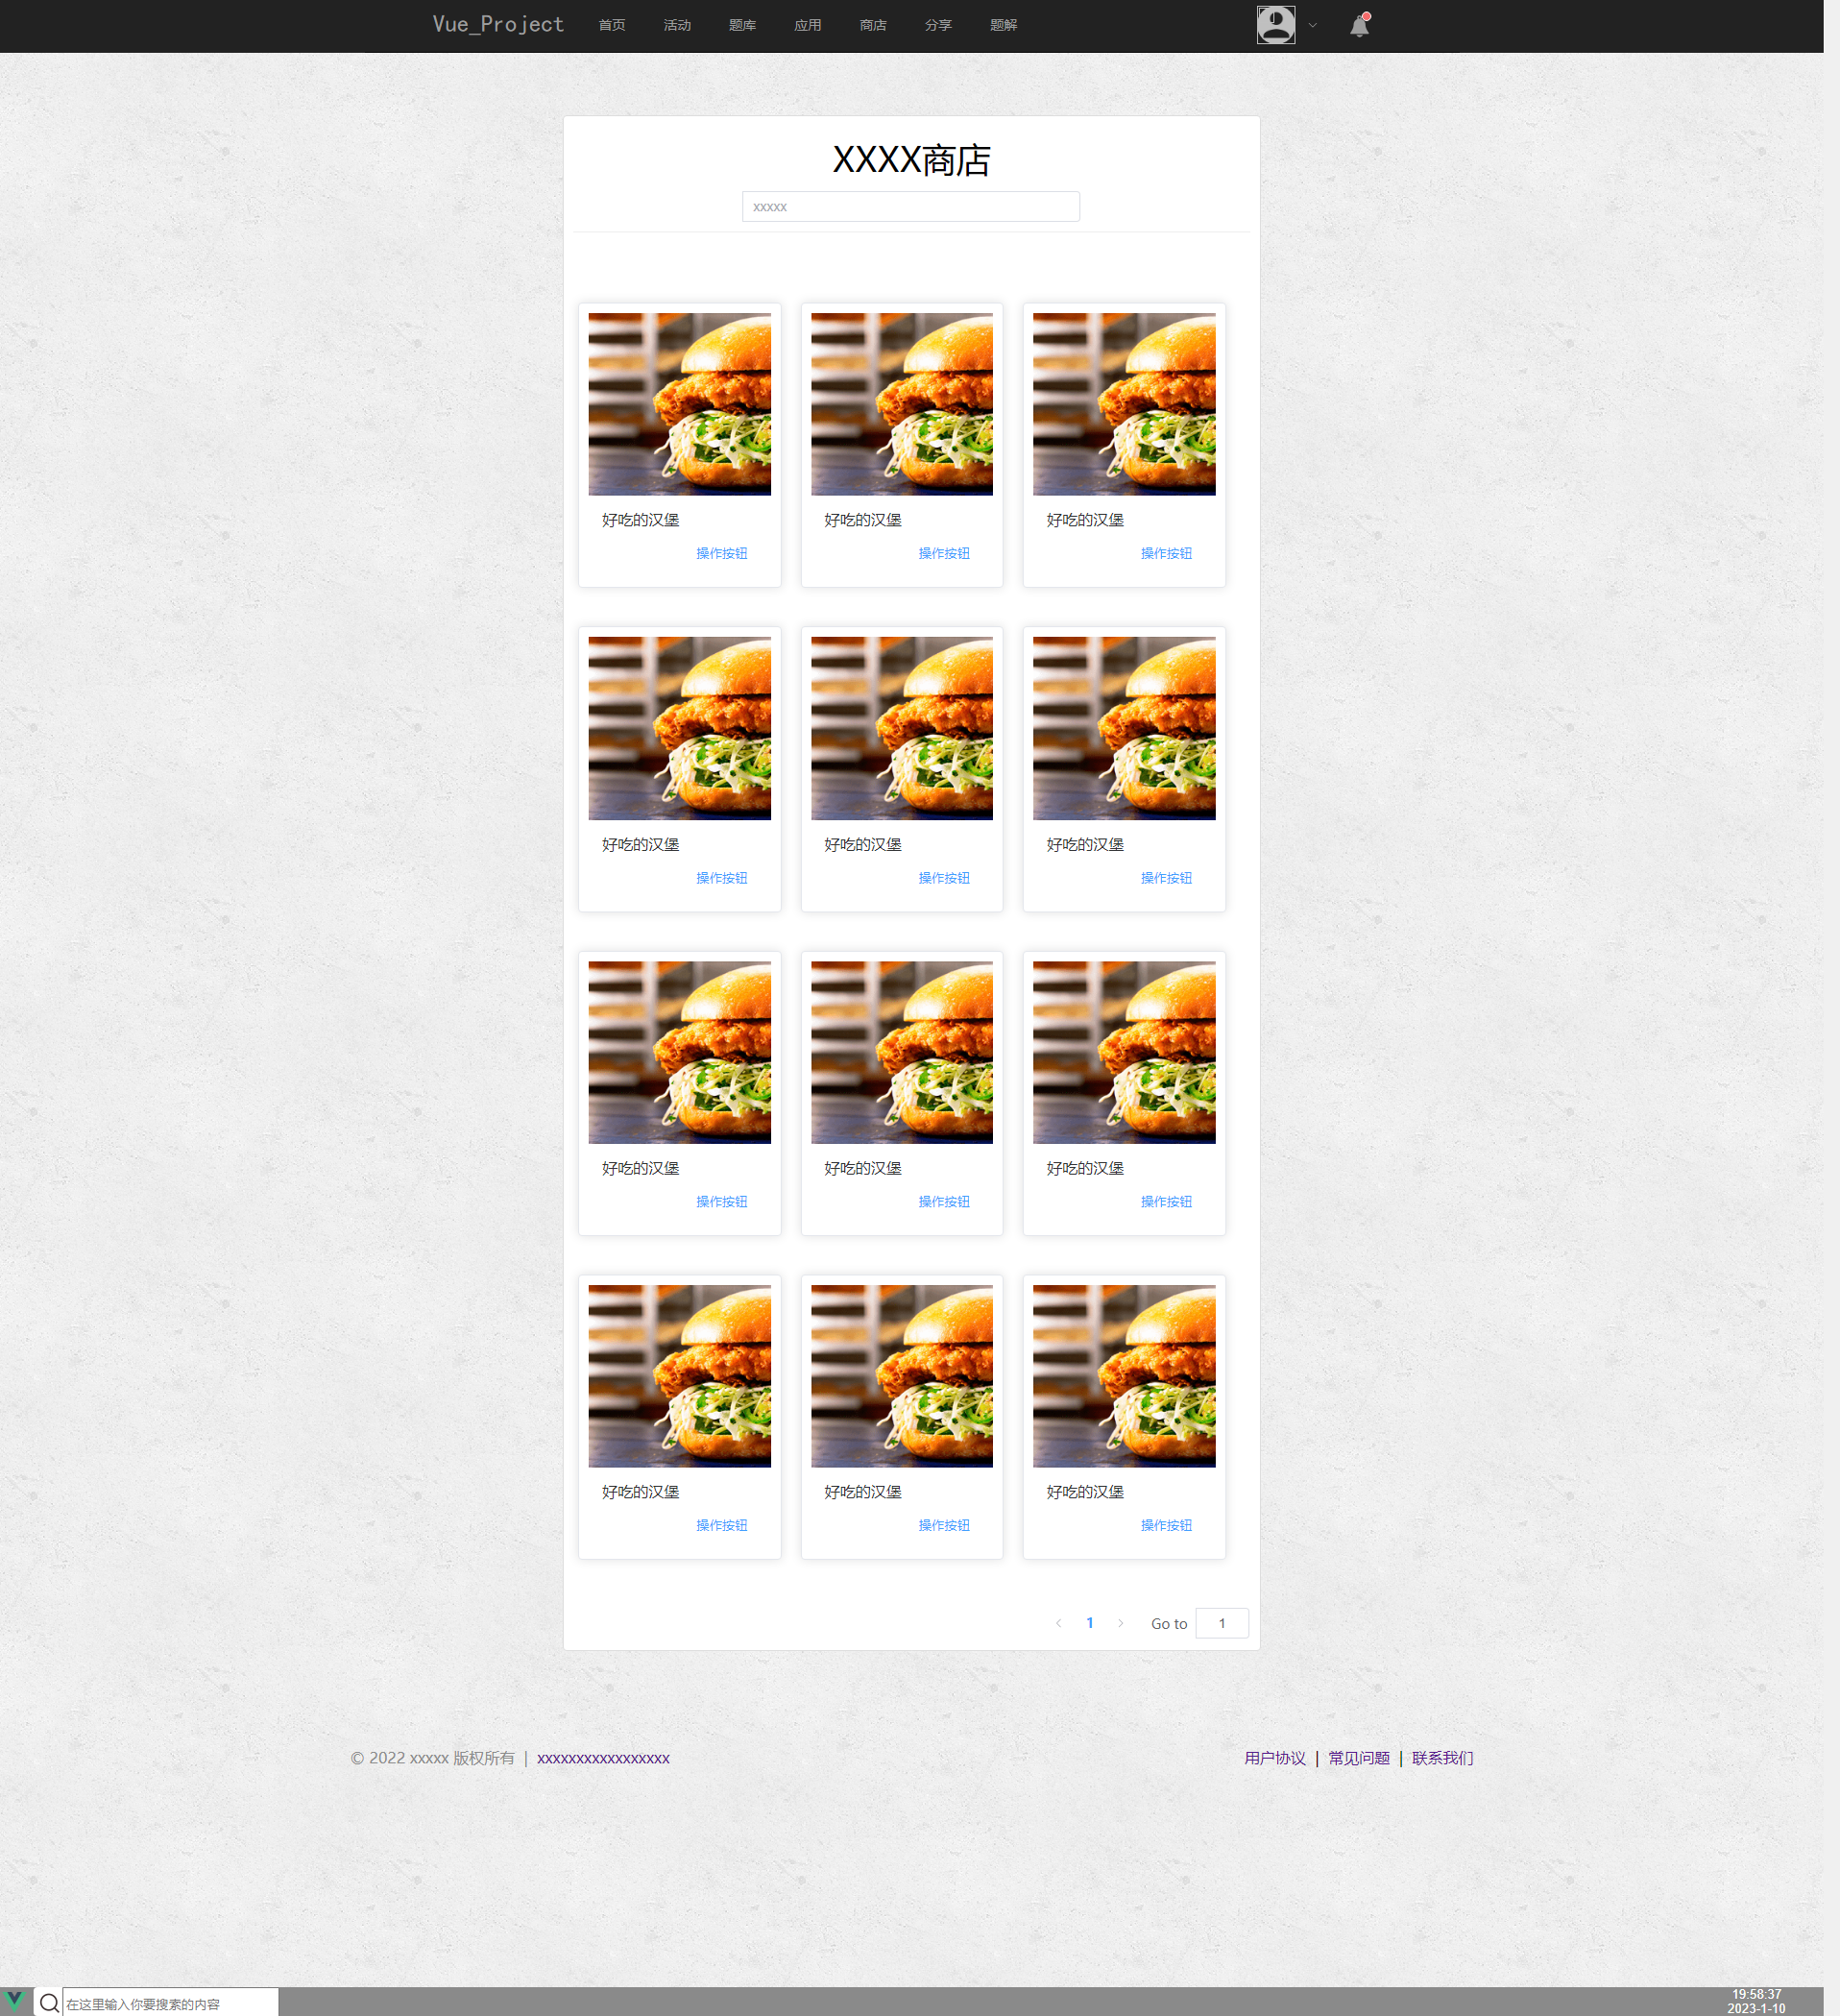 Vue_Project 首页 活动 题库 应用 商店 分享 题解
XXXX商店
xxxxx
好吃的汉堡 好吃的汉堡 好吃的汉堡
操作按钮 操作按钮 操作按钮
好吃的汉堡 好吃的汉堡 好吃的汉堡
操作按钮 操作按钮 操作按钮
好吃的汉堡 好吃的汉堡 好吃的汉堡
操作按钮 操作按钮 操作按钮
好吃的汉堡 好吃的汉堡 好吃的汉堡
操作按钮 操作按钮 操作按钮
1 Go to 1
© 2022 xxxxx 版权所有 | xxxxxxxxxxxxxxxxx 用户协议 | 常见问题 | 联系我们
在这里输入你要搜索的内容 19:58:37
2023-1-10